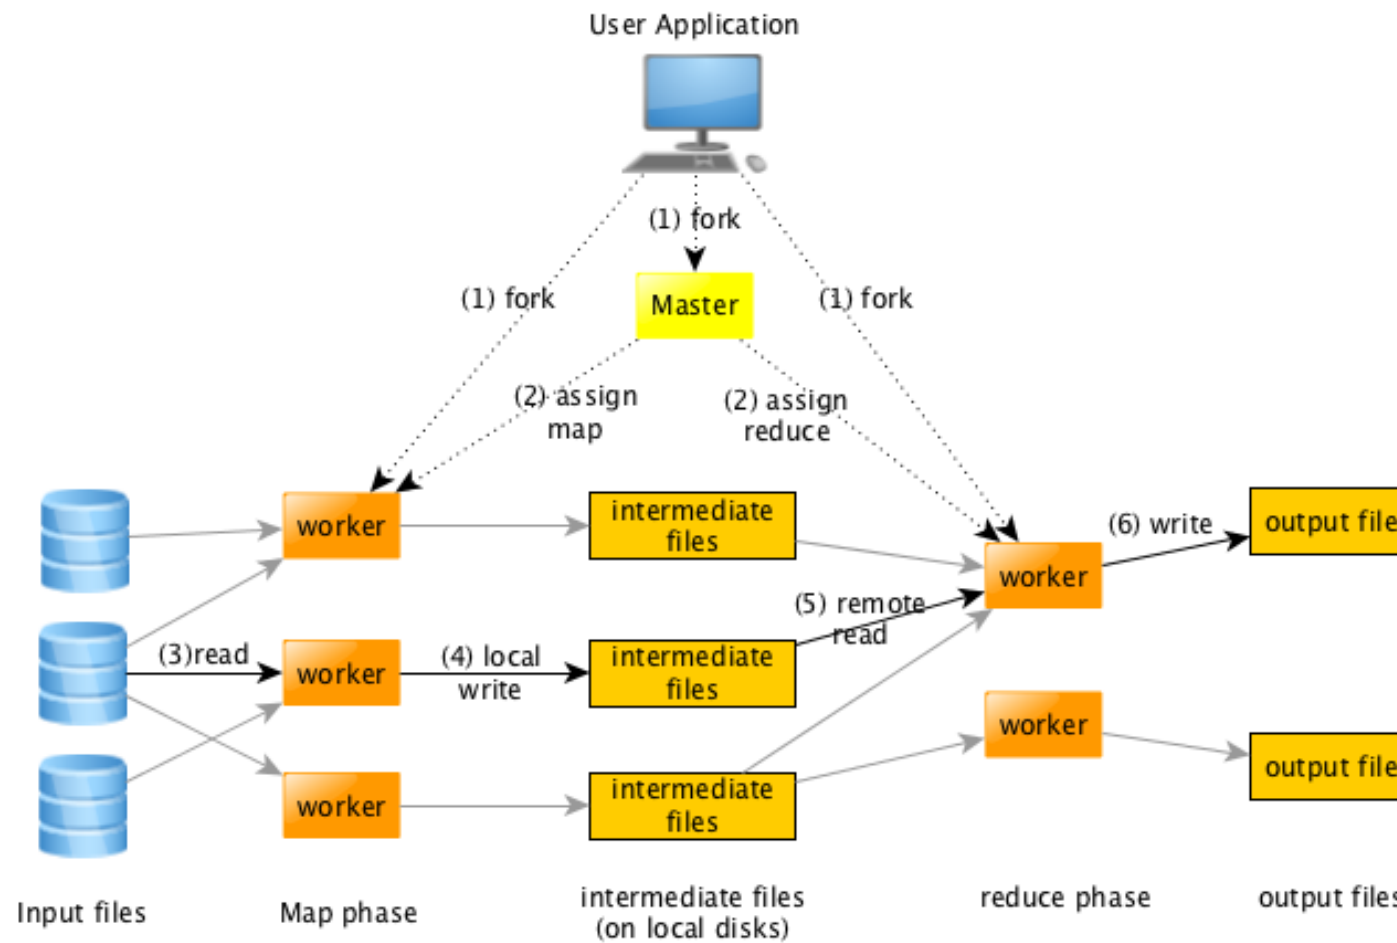 User Application
(1) fork
(1) fork
(1) fork
Master
(2) assign
map
(2) assign
reduce
worker
intermediate
files
worker
(6) write
output file
(3)read
worker
(4) local
write
intermediate
files
(5) remote
read
worker
output file
worker
intermediate
files
Input files
Map phase
intermediate files
(on local disks)
reduce phase
output files